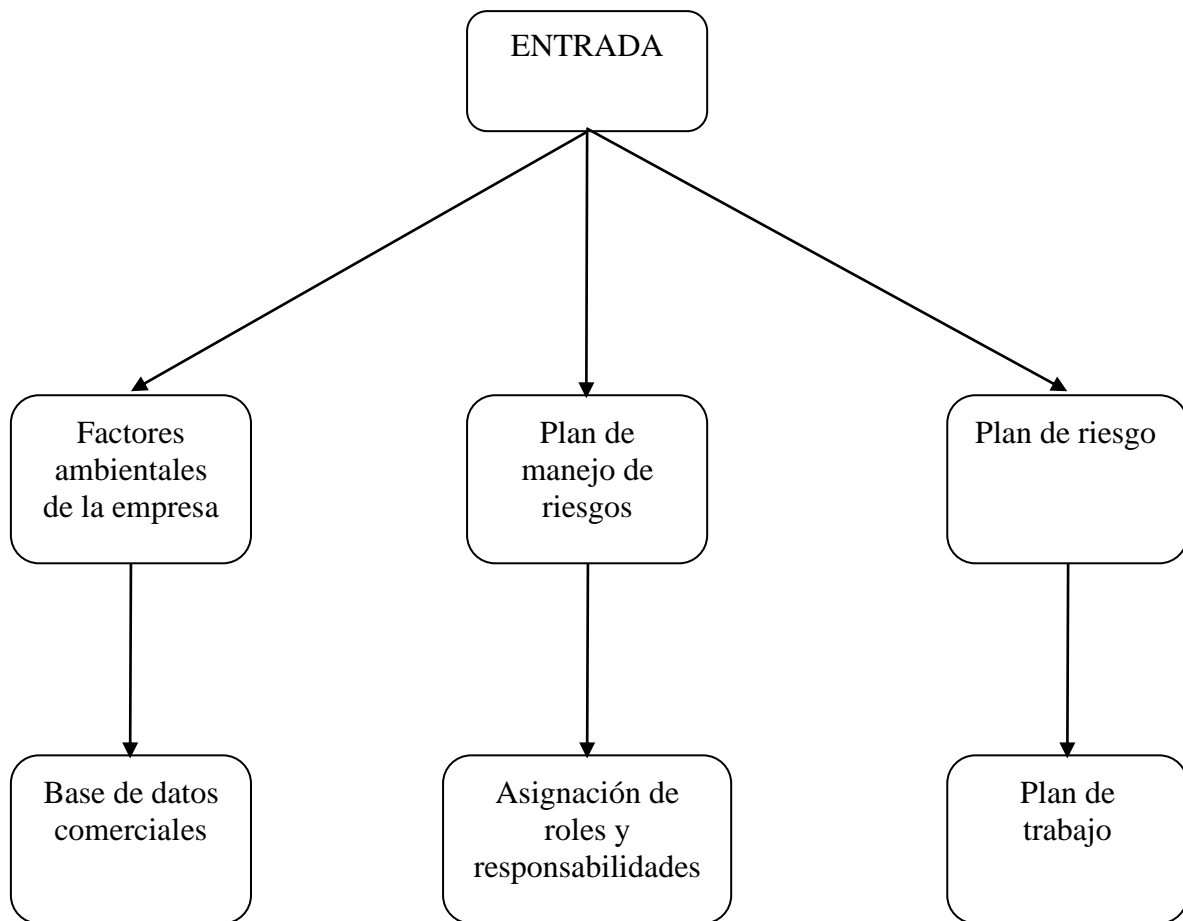 ENTRADA
Factores
ambientales
de la empresa
Plan de
manejo de
riesgos
Plan de riesgo
Base de datos
comerciales
Asignación de
roles y
responsabilidades
Plan de
trabajo